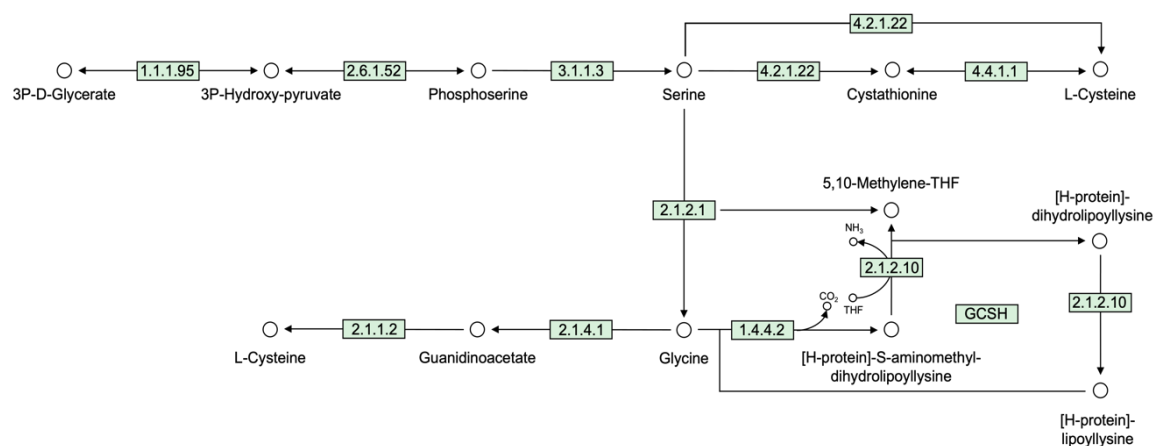 4.2.1.22
1.1.1.95
2.6.1.52
3.1.1.3
4.2.1.22
4.4.1.1
3P-D-Glycerate
3P-Hydroxy-pyruvate
Phosphoserine
Serine
Cystathionine
L-Cysteine
5,10-Methylene-THF
[H-protein]-
dihydrolipoyllysine
2.1.2.1
NH₃
2.1.2.10
2.1.2.10
CO₂
THF
GCSH
2.1.1.2
2.1.4.1
1.4.4.2
L-Cysteine
Guanidinoacetate
Glycine
[H-protein]-S-aminomethyl-
dihydrolipoyllysine
[H-protein]-
lipoyllysine